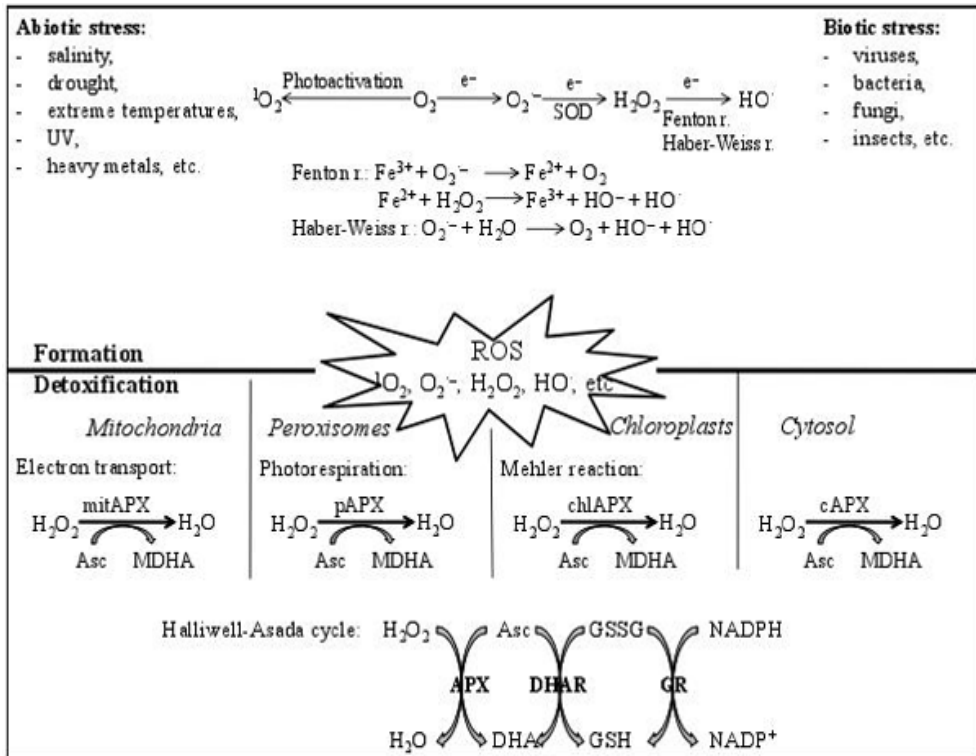 Abiotic stress:
- salinity,
- drought,
- extreme temperatures,
- UV,
- heavy metals, etc.
Biotic stress:
- viruses,
- bacteria,
- fungi,
- insects, etc.
¹O₂ Photoactivation O₂ e⁻ O₂·⁻ e⁻ SOD H₂O₂ e⁻ HO·
Fenton r.
Haber-Weiss r.
Fenton r.: Fe³⁺ + O₂·⁻ → Fe²⁺ + O₂
Fe²⁺ + H₂O₂ → Fe³⁺ + HO⁻ + HO·
Haber-Weiss r.: O₂·⁻ + H₂O → O₂ + HO⁻ + HO·
ROS
¹O₂, O₂·⁻, H₂O₂, HO·, etc
Formation
Detoxification
Mitochondria
Electron transport:
mitAPX
H₂O₂ → H₂O
Asc MDHA
Peroxisomes
Photorespiration:
pAPX
H₂O₂ → H₂O
Asc MDHA
Chloroplasts
Mehler reaction:
chlAPX
H₂O₂ → H₂O
Asc MDHA
Cytosol
cAPX
H₂O₂ → H₂O
Asc MDHA
Halliwell-Asada cycle: H₂O₂ Asc GSSG NADPH
APX DHAR GR
H₂O DHA GSH NADP⁺